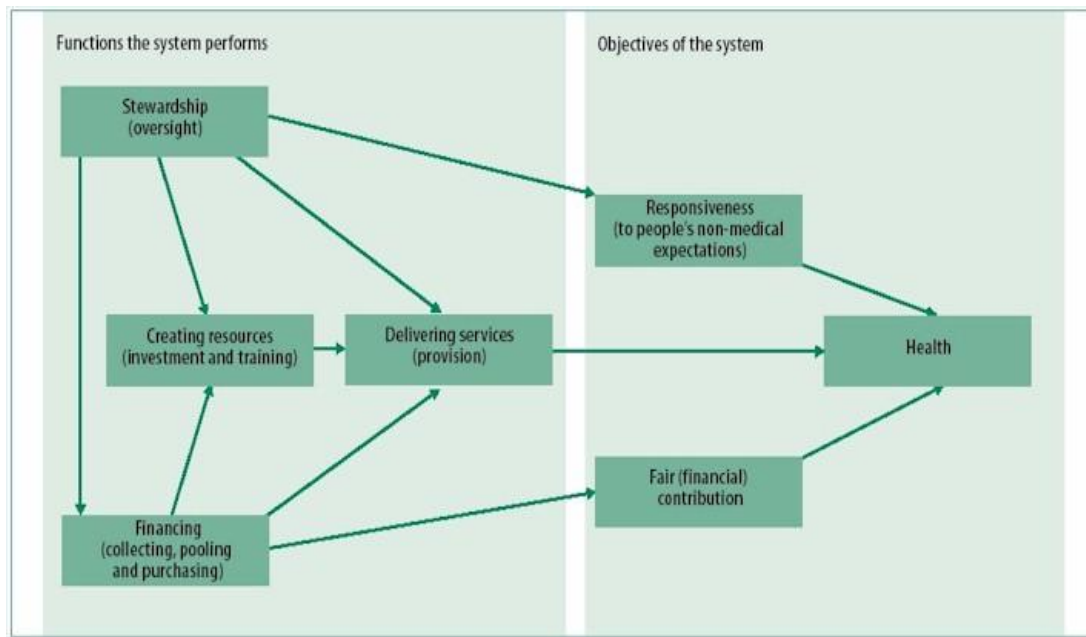 Functions the system performs
Objectives of the system
Stewardship
(oversight)
Responsiveness
(to people's non-medical
expectations)
Creating resources
(investment and training)
Delivering services
(provision)
Health
Fair (financial)
contribution
Financing
(collecting, pooling
and purchasing)